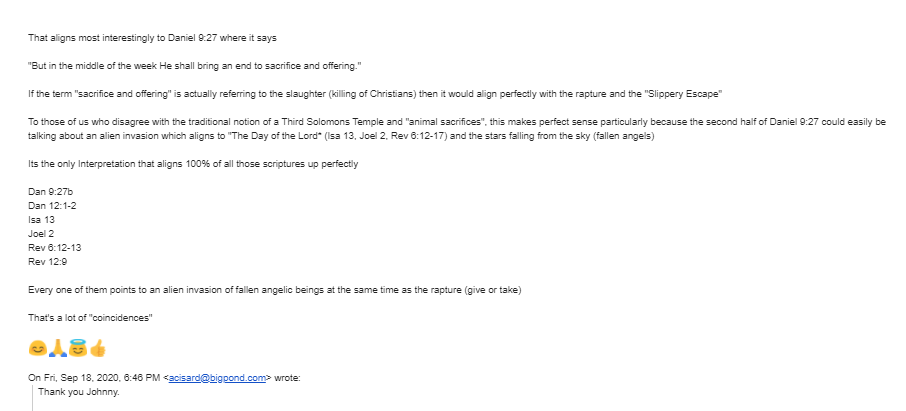 That aligns most interestingly to Daniel 9:27 where it says
"But in the middle of the week He shall bring an end to sacrifice and offering."
If the term "sacrifice and offering" is actually referring to the slaughter (killing of Christians) then it would align perfectly with the rapture and the "Slippery Escape"
To those of us who disagree with the traditional notion of a Third Solomons Temple and "animal sacrifices", this makes perfect sense particularly because the second half of Daniel 9:27 could easily be
talking about an alien invasion which aligns to "The Day of the Lord" (Isa 13, Joel 2, Rev 6:12-17) and the stars falling from the sky (fallen angels)
Its the only Interpretation that aligns 100% of all those scriptures up perfectly
Dan 9:27b
Dan 12:1-2
Isa 13
Joel 2
Rev 6:12-13
Rev 12:9
Every one of them points to an alien invasion of fallen angelic beings at the same time as the rapture (give or take)
That's a lot of "coincidences"
😊🙏😇👍
On Fri, Sep 18, 2020, 6:46 PM <acisard@bigpond.com> wrote:
Thank you Johnny.